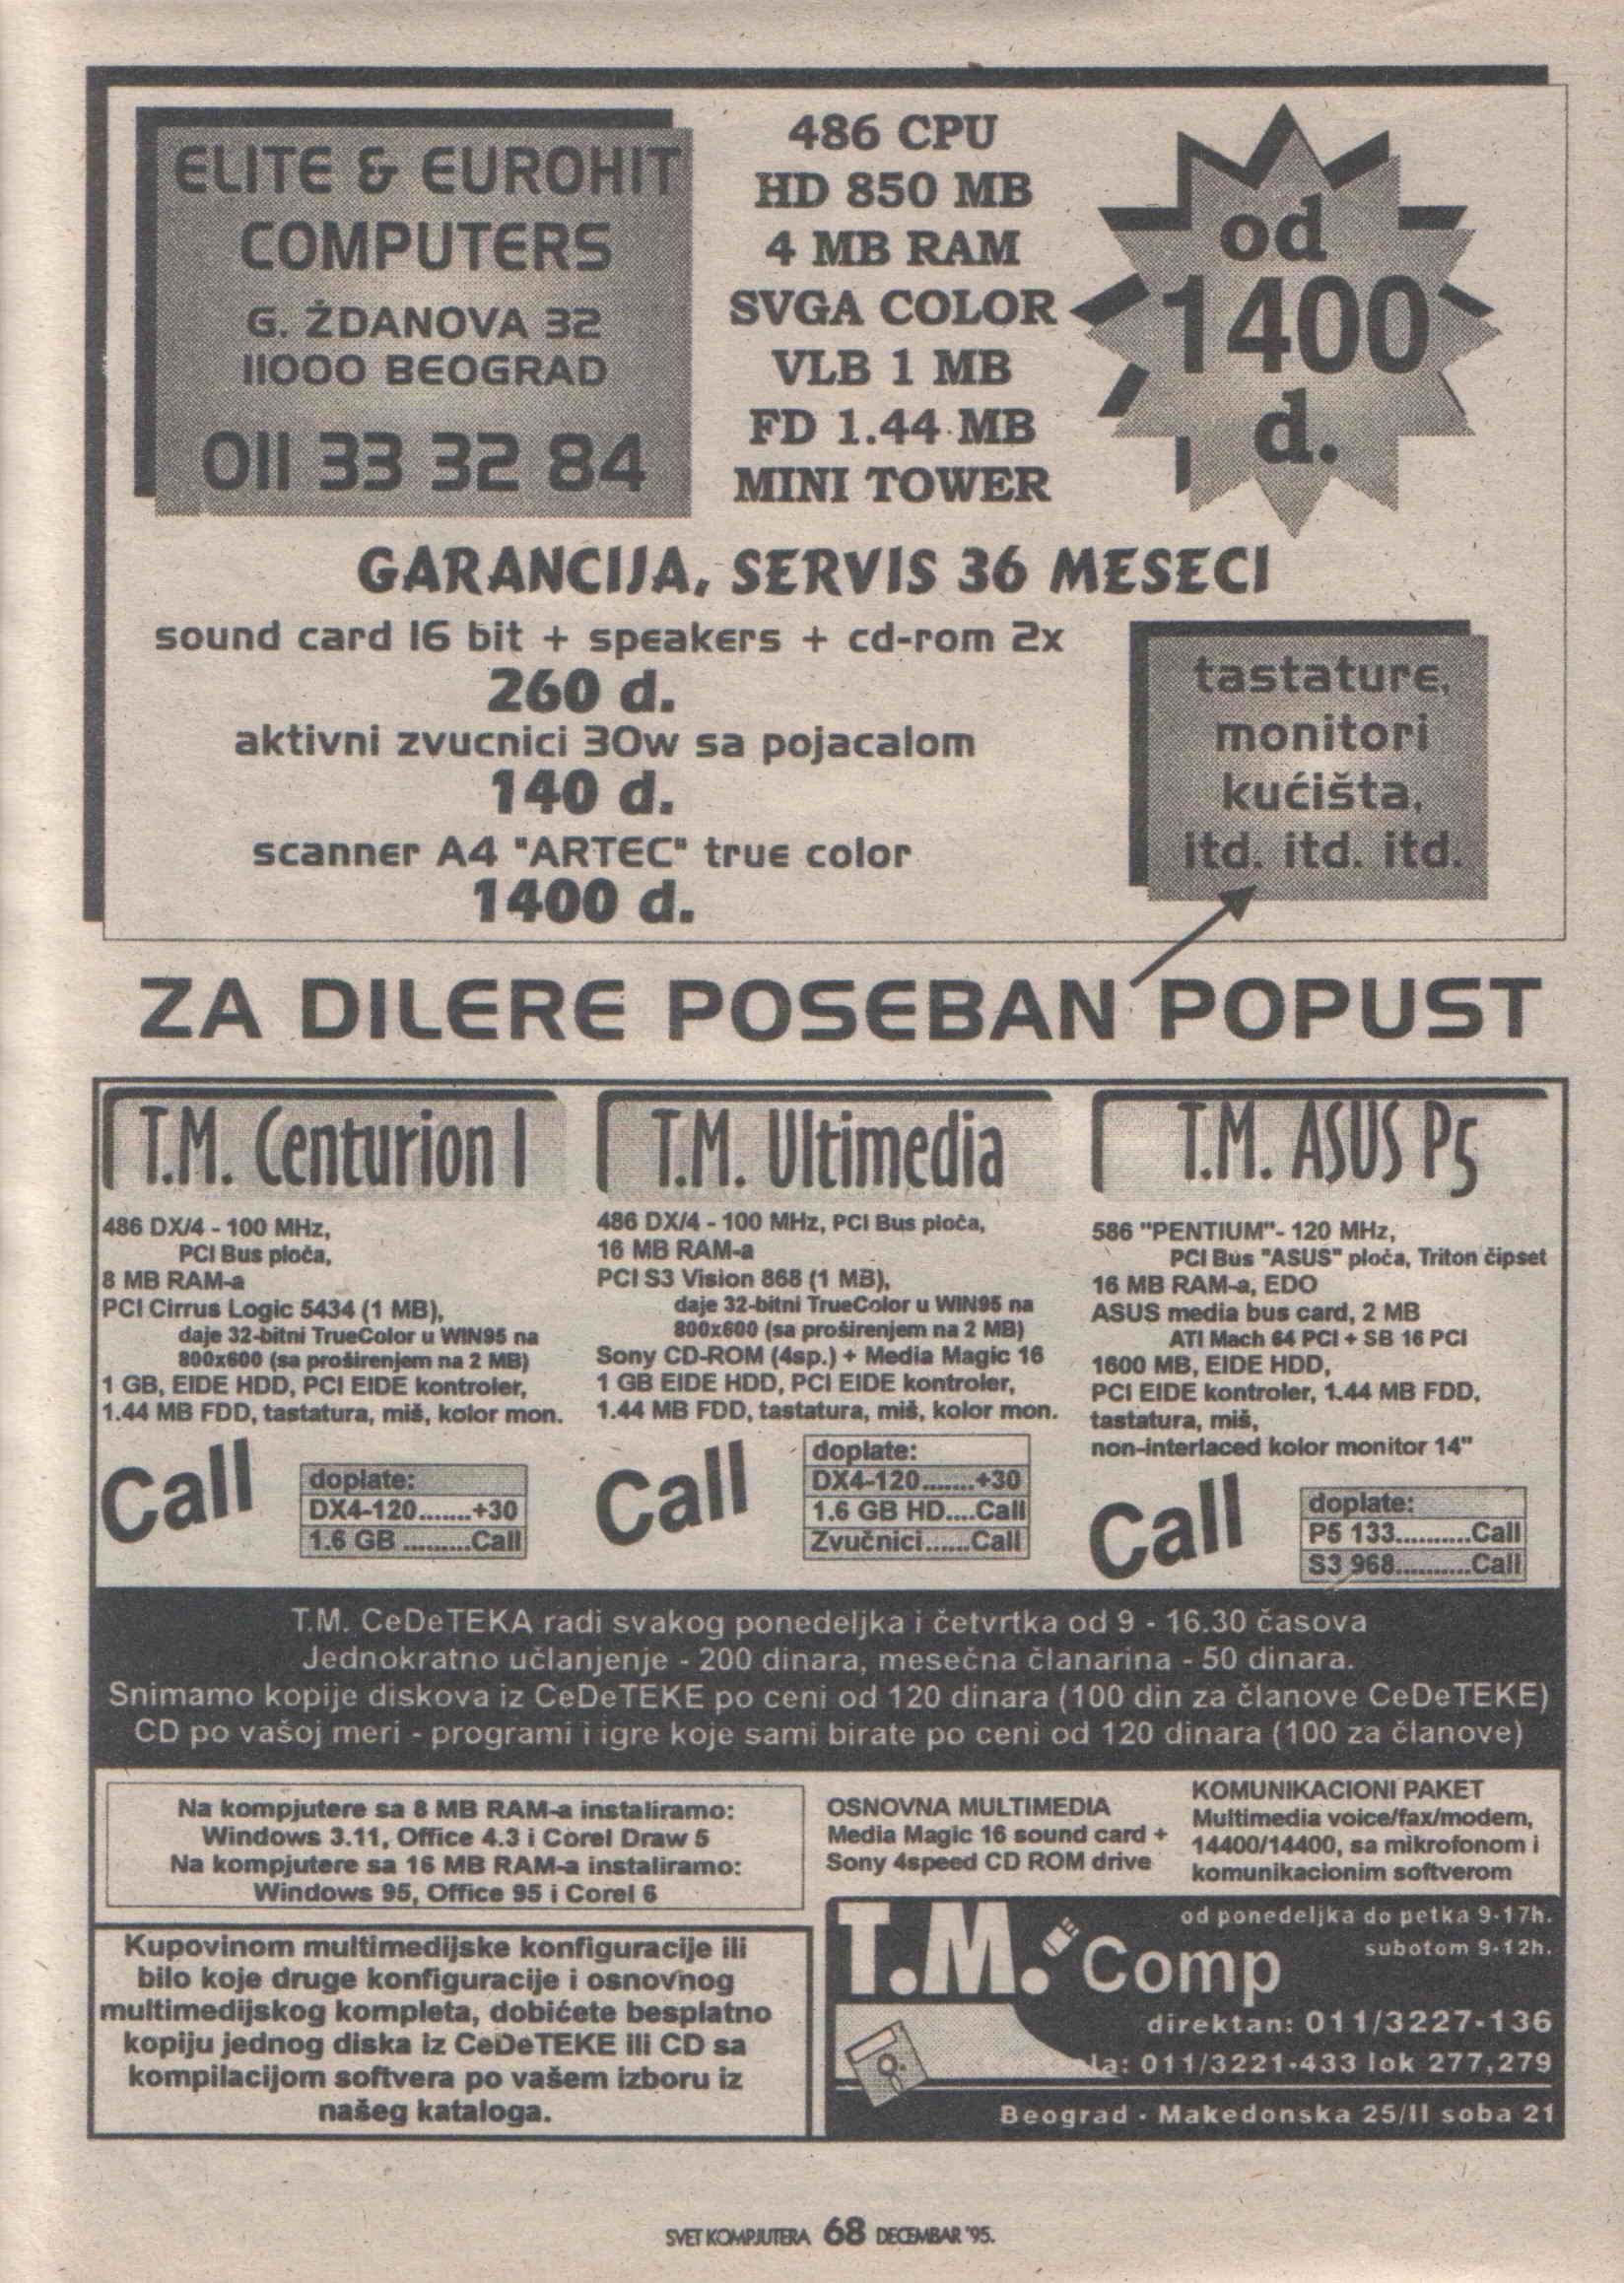 ELITE & EUROHIT
COMPUTERS
G. ŽDANOVA 32
11000 BEOGRAD
011 33 32 84
486 CPU
HD 850 MB
4 MB RAM
SVGA COLOR
VLB 1 MB
FD 1.44 MB
MINI TOWER
od
1400
d.
GARANCIJA, SERVIS 36 MESECI
sound card 16 bit + speakers + cd-rom 2x
260 d.
aktivni zvucnici 30w sa pojacalom
140 d.
scanner A4 "ARTEC" true color
1400 d.
tastature,
monitori
kućišta,
itd. itd. itd.
ZA DILERE POSEBAN POPUST
T.M. Centurion I
486 DX/4 - 100 MHz,
PCI Bus ploča,
8 MB RAM-a
PCI Cirrus Logic 5434 (1 MB),
daje 32-bitni TrueColor u WIN95 na
800x600 (sa proširenjem na 2 MB)
1 GB, EIDE HDD, PCI EIDE kontroler,
1.44 MB FDD, tastatura, miš, kolor mon.
Call
doplate:
DX4-120.......+30
1.6 GB .........Call
T.M. Ultimedia
486 DX/4 - 100 MHz, PCI Bus ploča,
16 MB RAM-a
PCI S3 Vision 868 (1 MB),
daje 32-bitni TrueColor u WIN95 na
800x600 (sa proširenjem na 2 MB)
Sony CD-ROM (4sp.) + Media Magic 16
1 GB EIDE HDD, PCI EIDE kontroler,
1.44 MB FDD, tastatura, miš, kolor mon.
Call
doplate:
DX4-120.......+30
1.6 GB HD....Call
Zvučnici......Call
T.M. ASUS P5
586 "PENTIUM"- 120 MHz,
PCI Bus "ASUS" ploča, Triton čipset
16 MB RAM-a, EDO
ASUS media bus card, 2 MB
ATI Mach 64 PCI + SB 16 PCI
1600 MB, EIDE HDD,
PCI EIDE kontroler, 1.44 MB FDD,
tastatura, miš,
non-interlaced kolor monitor 14"
Call
doplate:
P5 133..........Call
S3 968..........Call
T.M. CeDeTEKA radi svakog ponedeljka i četvrtka od 9 - 16.30 časova
Jednokratno učlanjenje - 200 dinara, mesečna članarina - 50 dinara.
Snimamo kopije diskova iz CeDeTEKE po ceni od 120 dinara (100 din za članove CeDeTEKE)
CD po vašoj meri - programi i igre koje sami birate po ceni od 120 dinara (100 za članove)
Na kompjutere sa 8 MB RAM-a instaliramo:
Windows 3.11, Office 4.3 i Corel Draw 5
Na kompjutere sa 16 MB RAM-a instaliramo:
Windows 95, Office 95 i Corel 6
OSNOVNA MULTIMEDIA
Media Magic 16 sound card +
Sony 4speed CD ROM drive
KOMUNIKACIONI PAKET
Multimedia voice/fax/modem,
14400/14400, sa mikrofonom i
komunikacionim softverom
Kupovinom multimedijske konfiguracije ili
bilo koje druge konfiguracije i osnovnog
multimedijskog kompleta, dobićete besplatno
kopiju jednog diska iz CeDeTEKE ili CD sa
kompilacijom softvera po vašem izboru iz
našeg kataloga.
T.M. Comp
od ponedeljka do petka 9-17h.
subotom 9-12h.
direktan: 011/3227-136
la: 011/3221-433 lok 277,279
Beograd · Makedonska 25/II soba 21
SVET KOMPJUTERA 68 DECEMBAR '95.